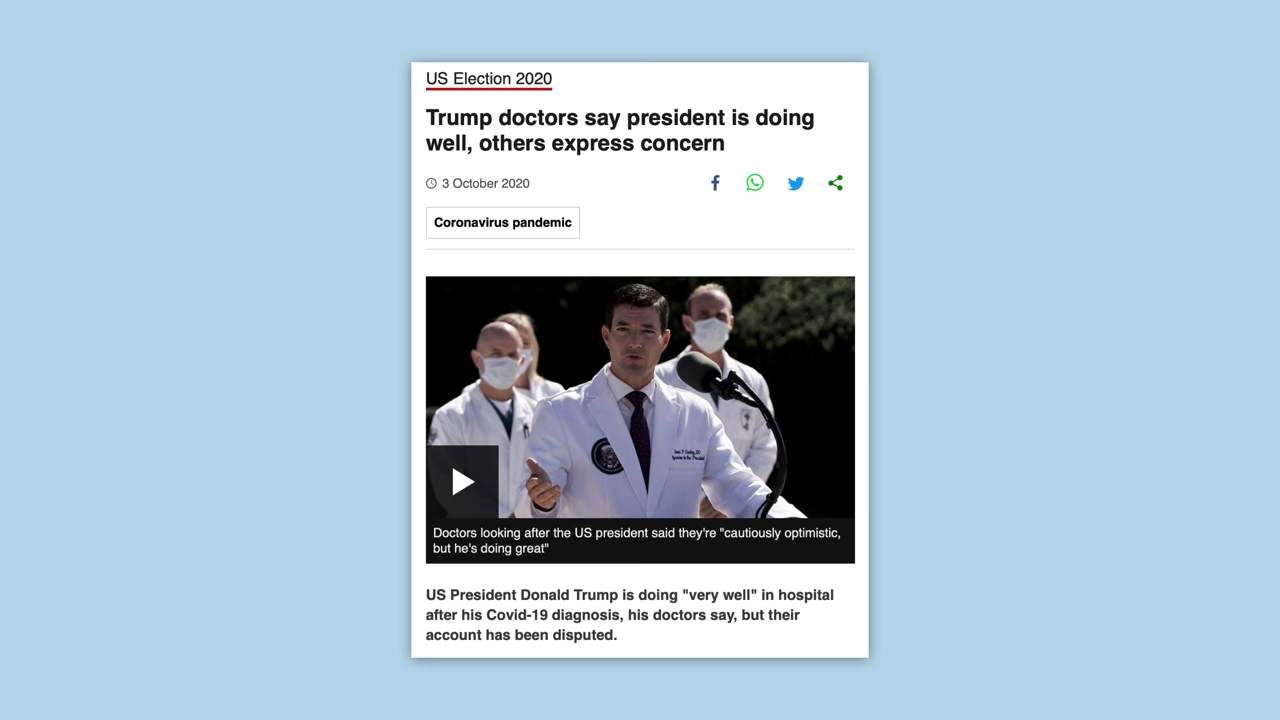 US Election 2020
Trump doctors say president is doing
well, others express concern
3 October 2020
Coronavirus pandemic
Doctors looking after the US president said they're "cautiously optimistic,
but he's doing great"
US President Donald Trump is doing "very well" in hospital
after his Covid-19 diagnosis, his doctors say, but their
account has been disputed.